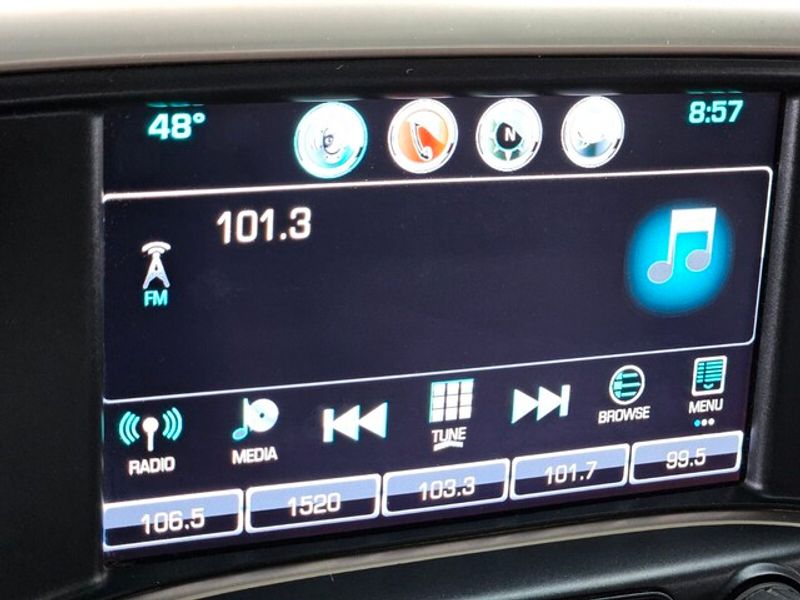 48°
N
8:57
101.3
FM
RADIO
MEDIA
TUNE
BROWSE
MENU
106.5
1520
103.3
101.7
99.5